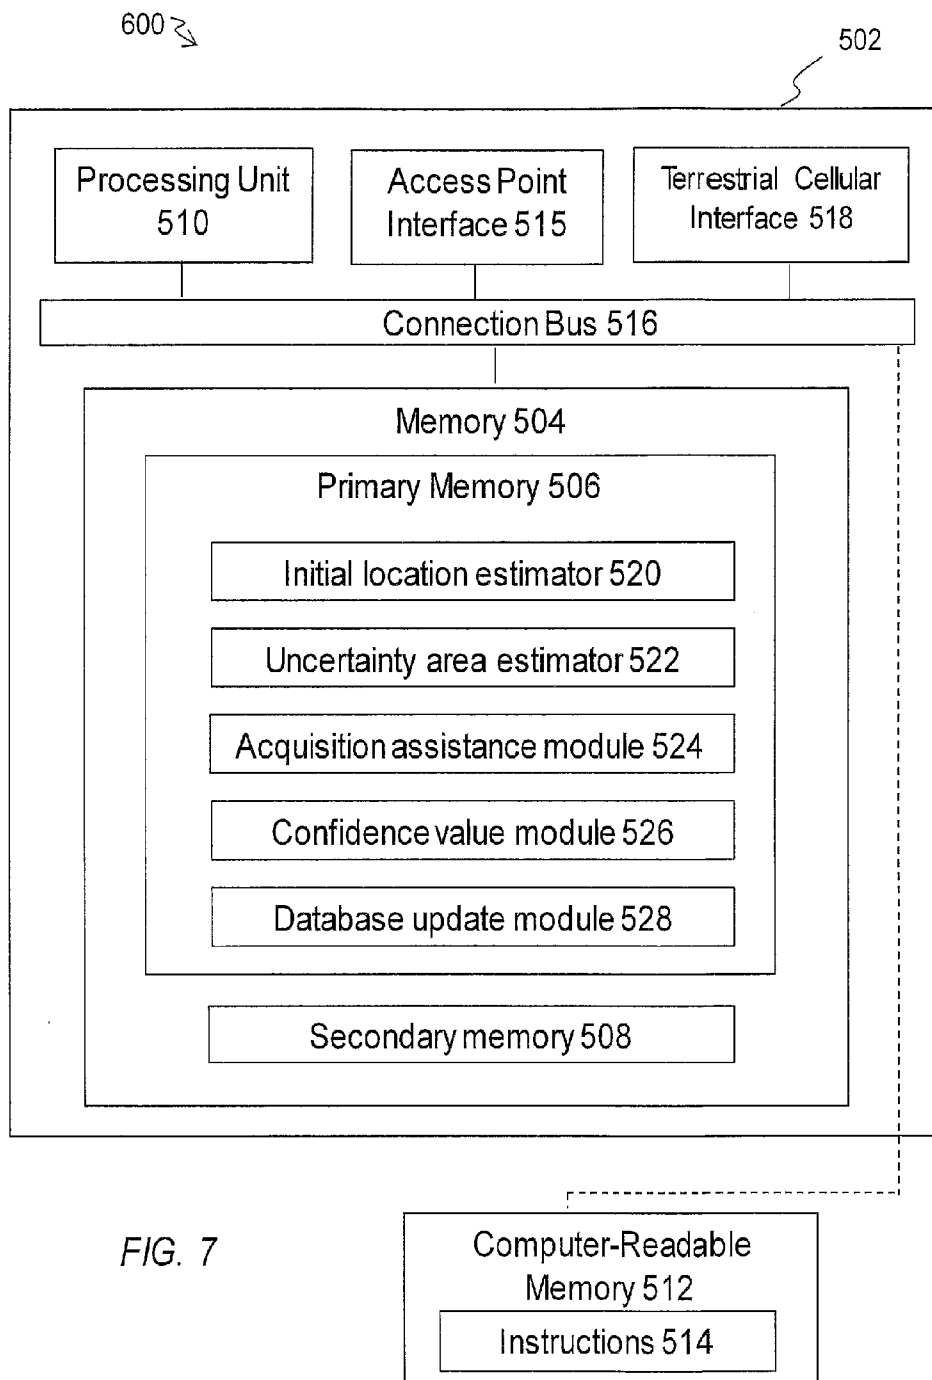 600
502
Processing Unit
510
Access Point
Interface 515
Terrestrial Cellular
Interface 518
Connection Bus 516
Memory 504
Primary Memory 506
Initial location estimator 520
Uncertainty area estimator 522
Acquisition assistance module 524
Confidence value module 526
Database update module 528
Secondary memory 508
FIG. 7
Computer-Readable
Memory 512
Instructions 514